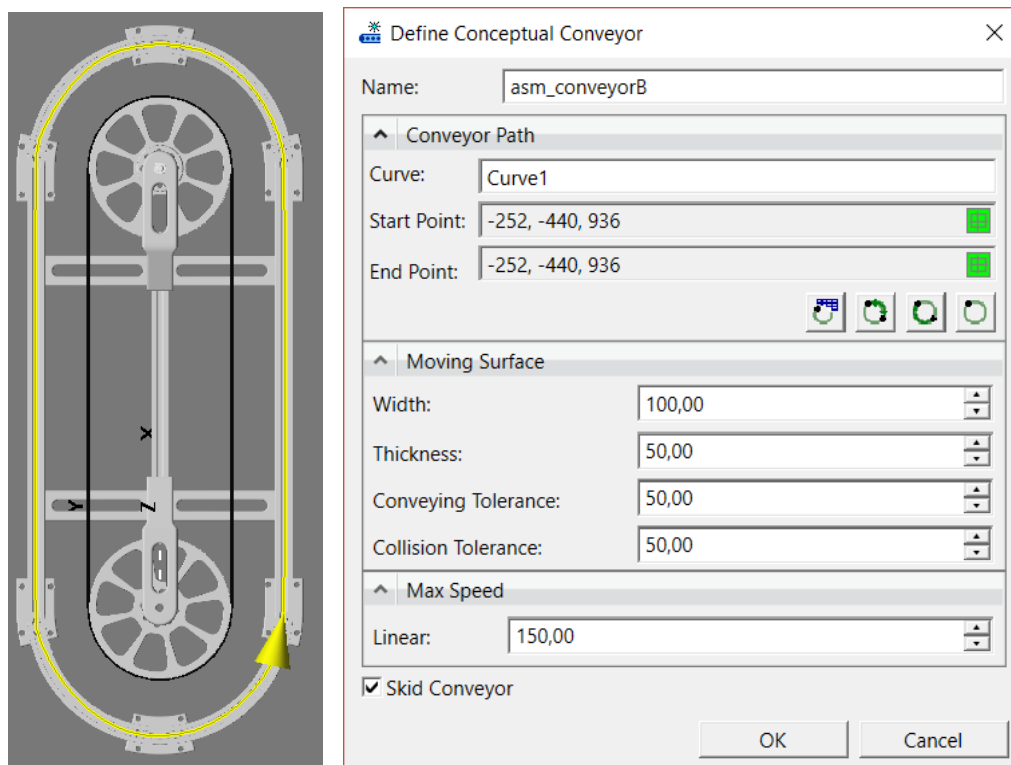 X
Y
Z
Define Conceptual Conveyor
Name: asm_conveyorB
Conveyor Path
Curve: Curve1
Start Point: -252, -440, 936
End Point: -252, -440, 936
Moving Surface
Width: 100,00
Thickness: 50,00
Conveying Tolerance: 50,00
Collision Tolerance: 50,00
Max Speed
Linear: 150,00
Skid Conveyor
OK Cancel